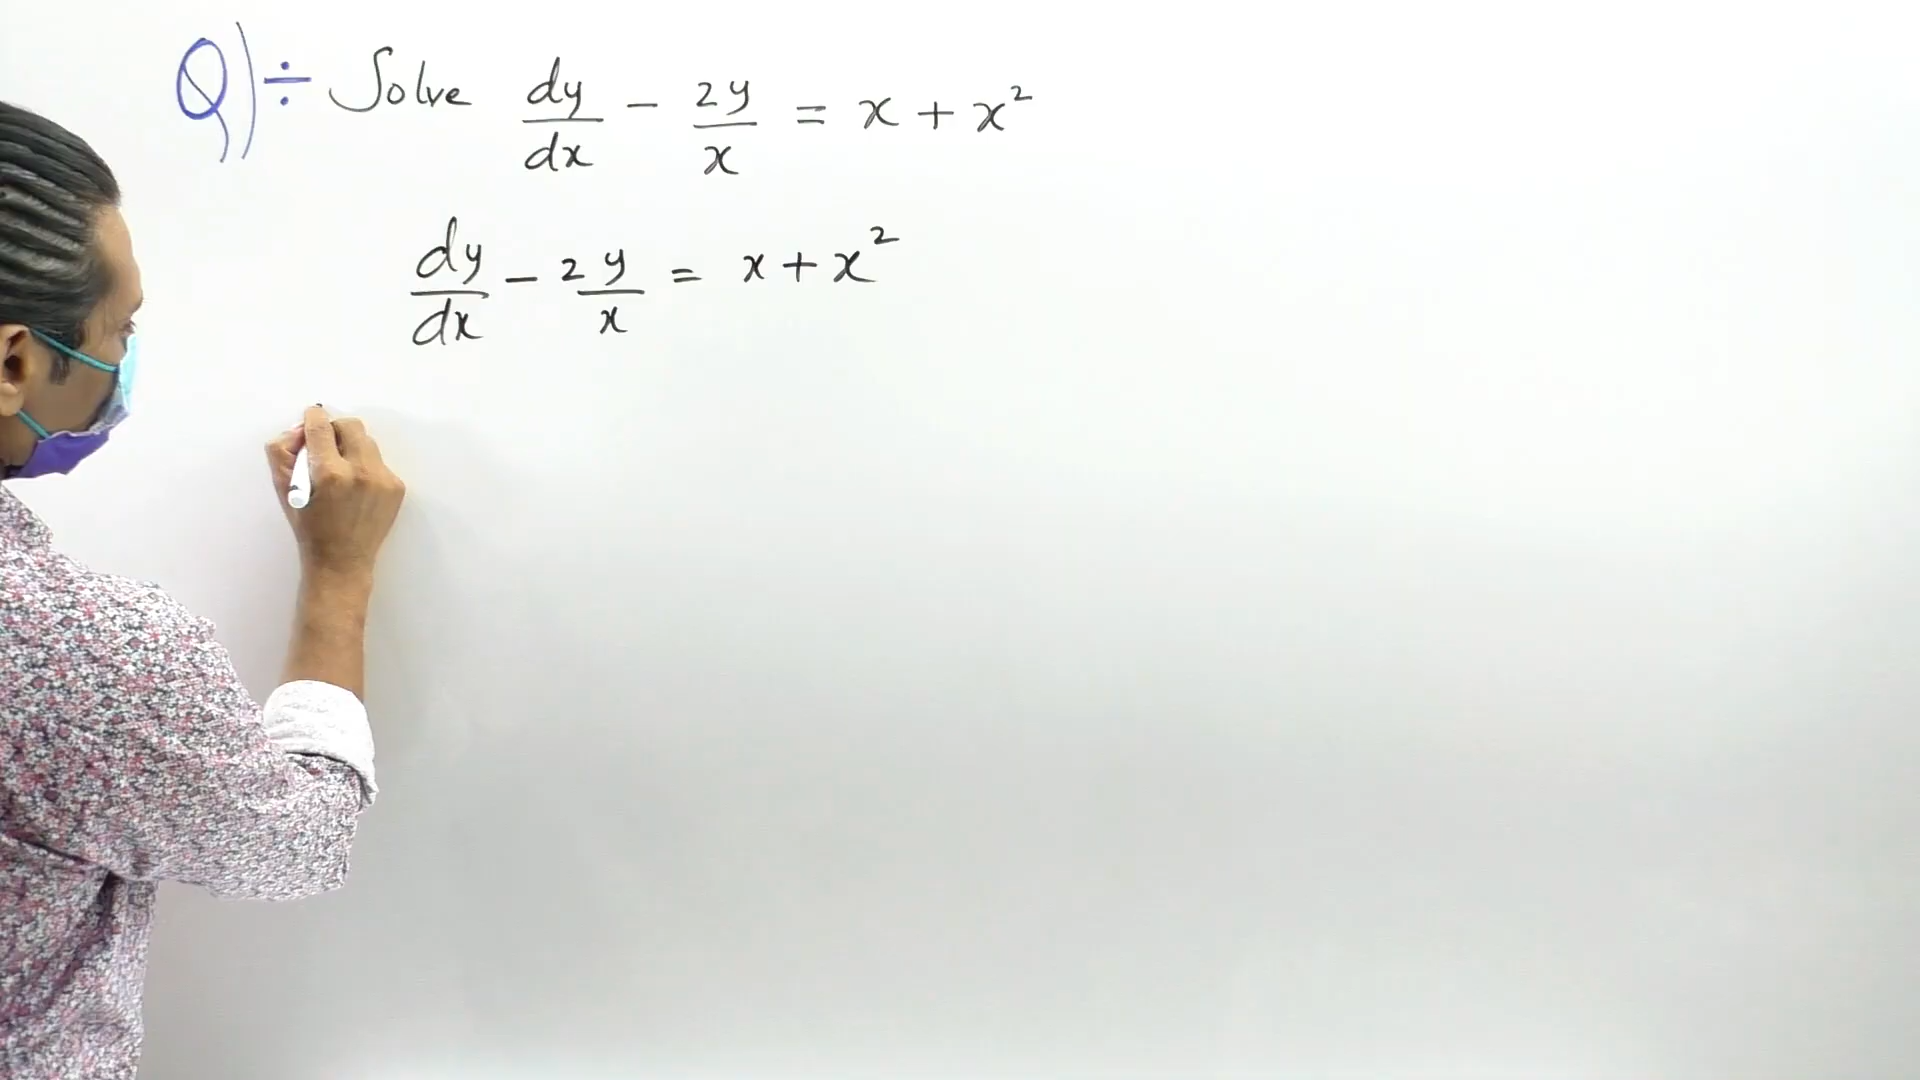 Q) ÷ Solve dy/dx - 2y/x = x + x²
dy/dx - 2y/x = x + x²